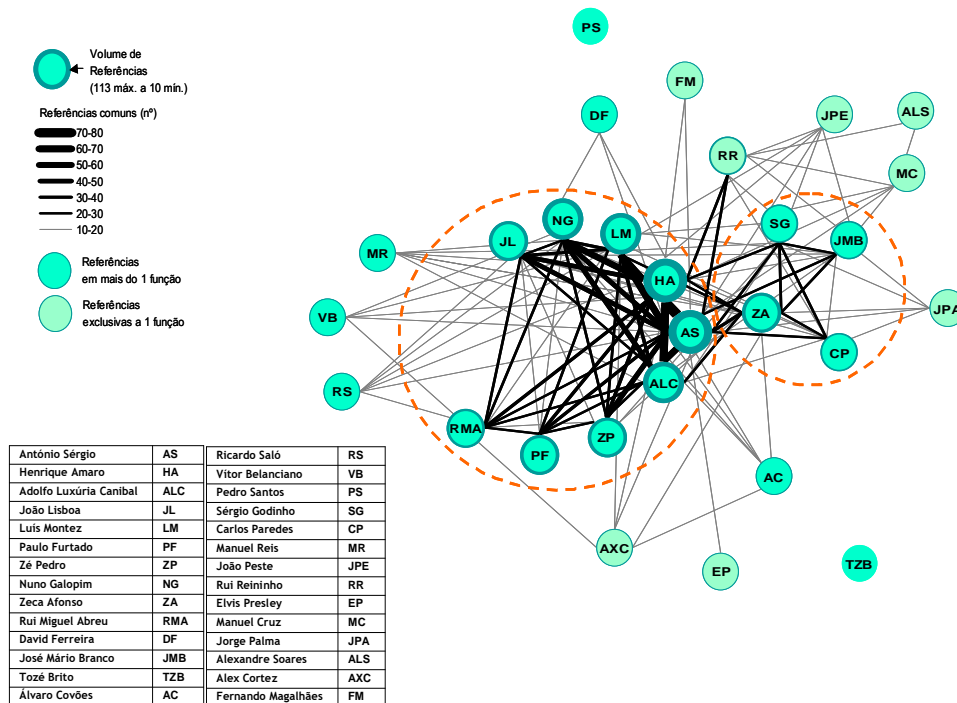 Volume de
Referências
(113 máx. a 10 mín.)
Referências comuns (nº)
70-80
60-70
50-60
40-50
30-40
20-30
10-20
Referências
em mais do 1 função
Referências
exclusivas a 1 função
PS
FM
DF
JPE
ALS
RR
MC
NG
LM
SG
JL
JMB
MR
HA
VB
ZA
JPA
AS
CP
ALC
RS
RMA
ZP
PF
AC
AXC
EP
TZB
António Sérgio AS Ricardo Saló RS
Henrique Amaro HA Vítor Belanciano VB
Adolfo Luxúria Canibal ALC Pedro Santos PS
João Lisboa JL Sérgio Godinho SG
Luís Montez LM Carlos Paredes CP
Paulo Furtado PF Manuel Reis MR
Zé Pedro ZP João Peste JPE
Nuno Galopim NG Rui Reininho RR
Zeca Afonso ZA Elvis Presley EP
Rui Miguel Abreu RMA Manuel Cruz MC
David Ferreira DF Jorge Palma JPA
José Mário Branco JMB Alexandre Soares ALS
Tozé Brito TZB Alex Cortez AXC
Álvaro Covões AC Fernando Magalhães FM